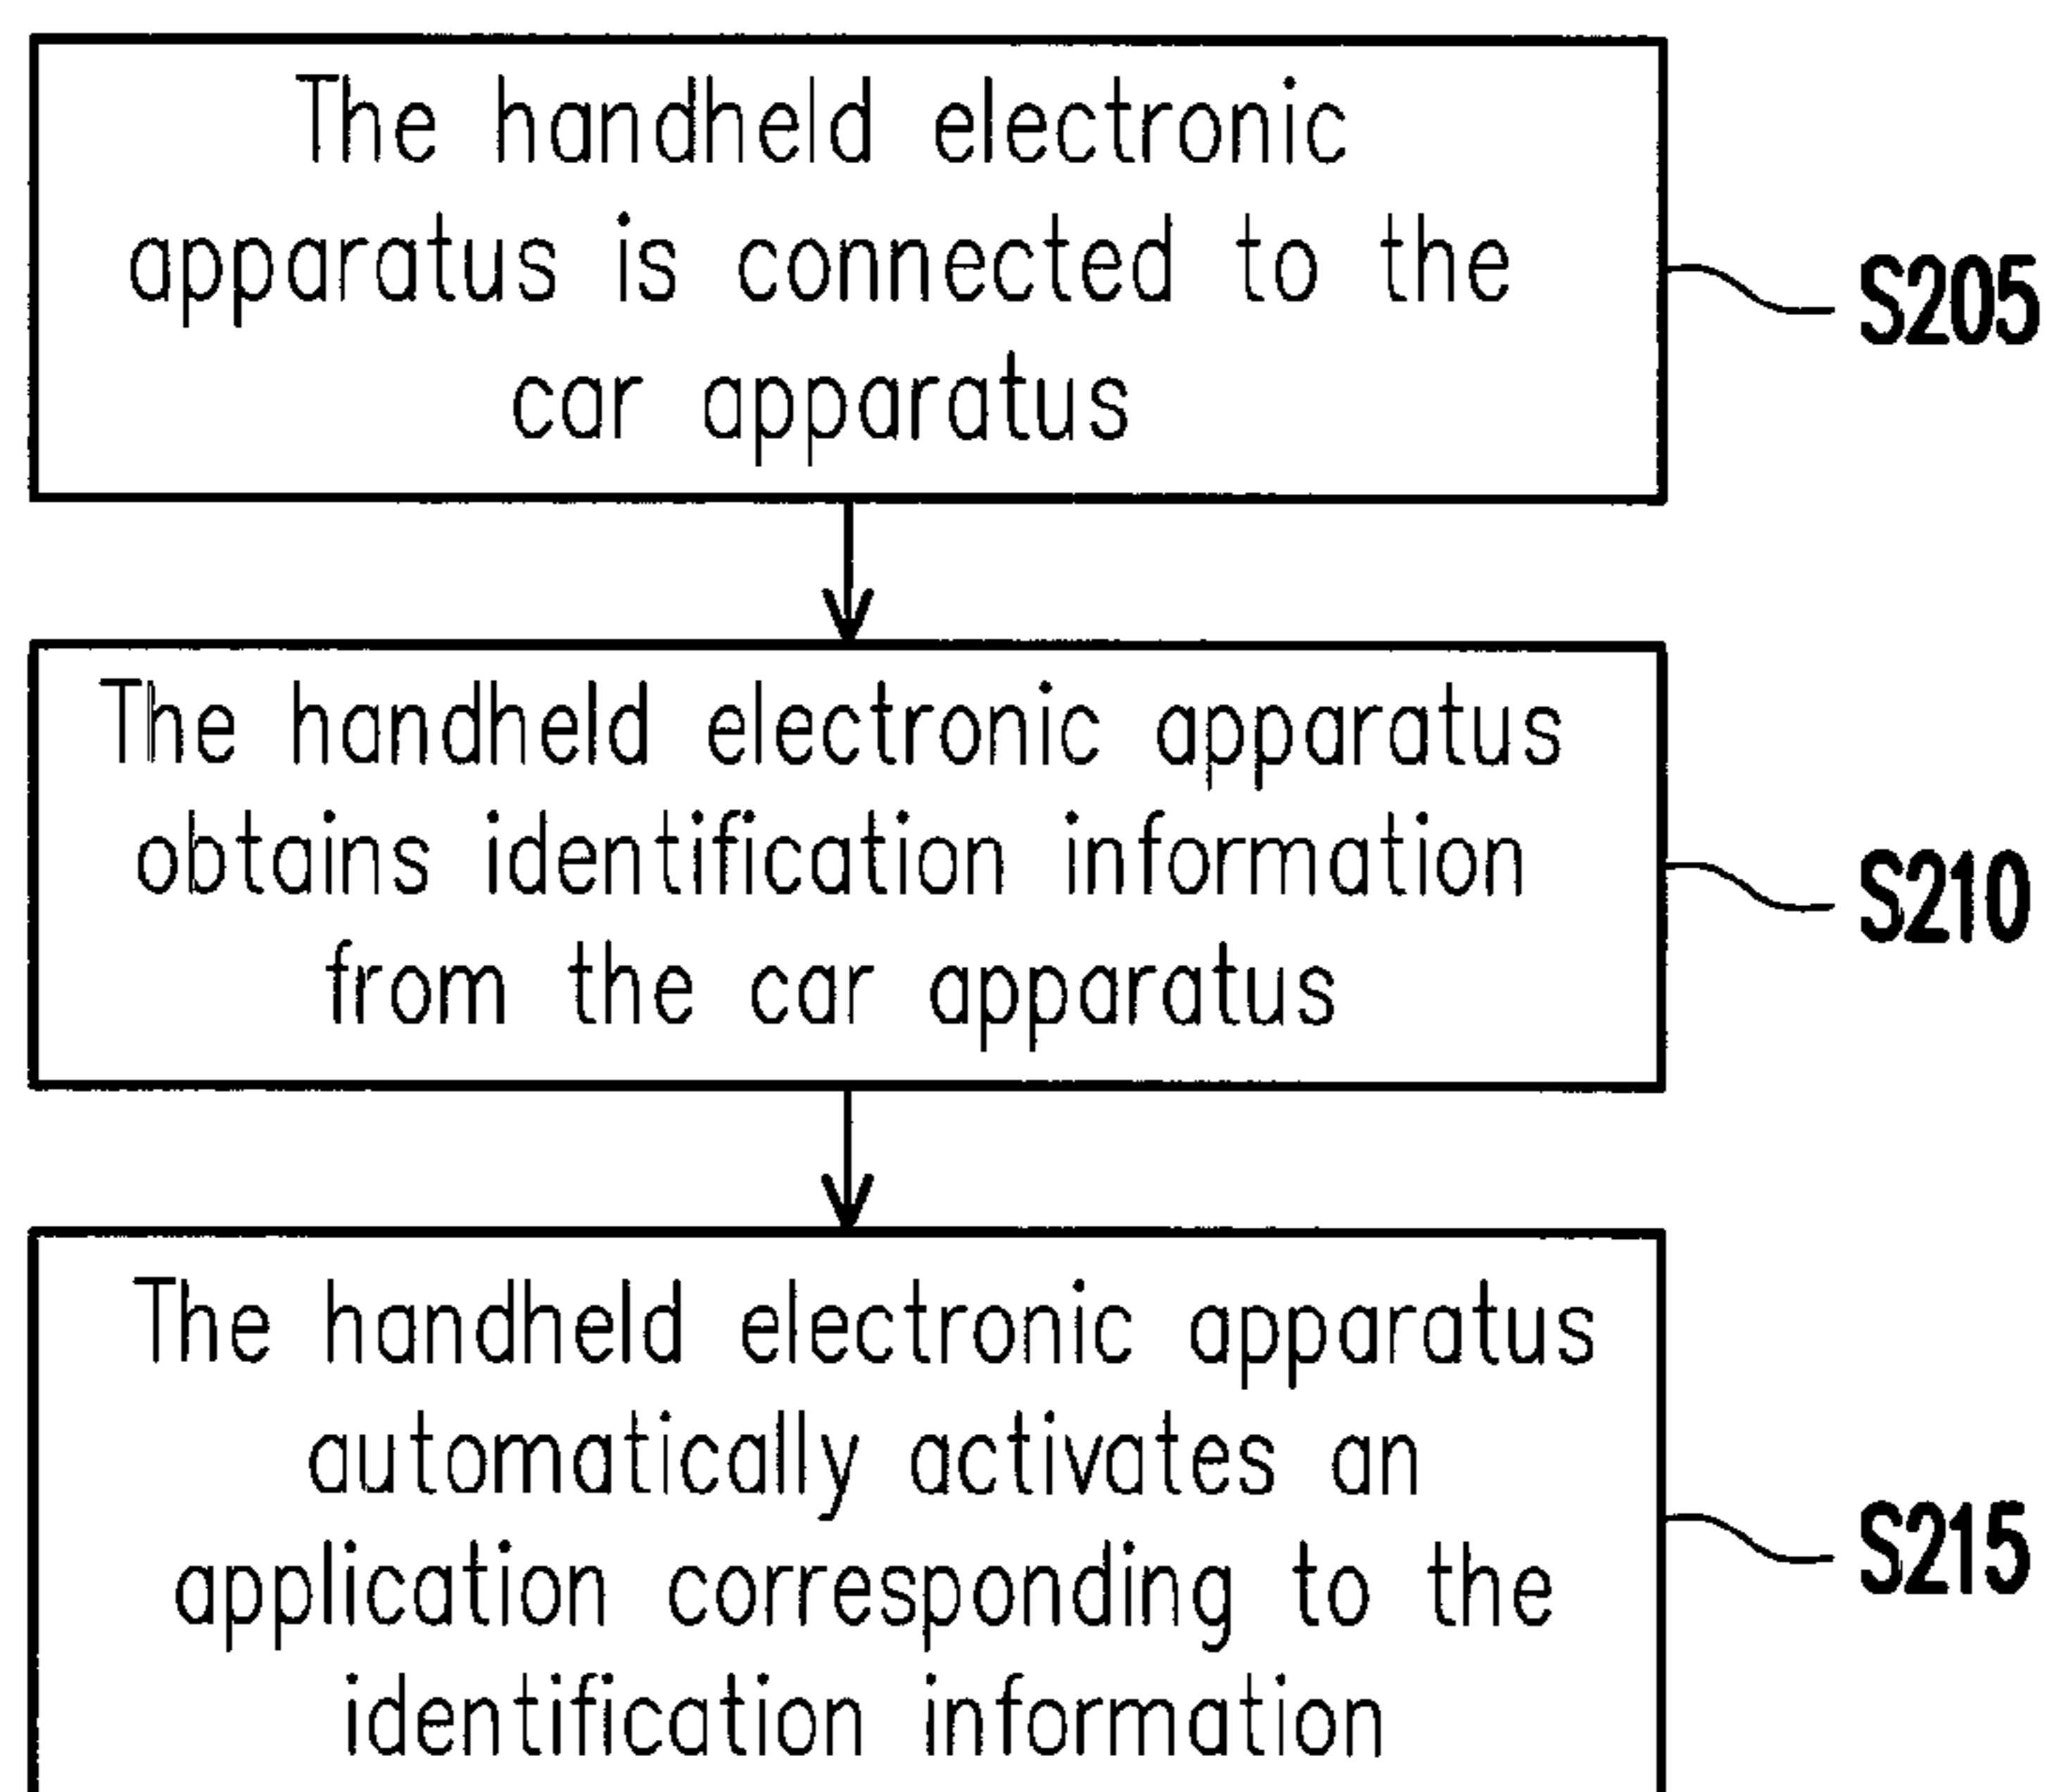 The handheld electronic
apparatus is connected to the
car apparatus
S205
The handheld electronic apparatus
obtains identification information
from the car apparatus
S210
The handheld electronic apparatus
automatically activates an
application corresponding to the
identification information
S215